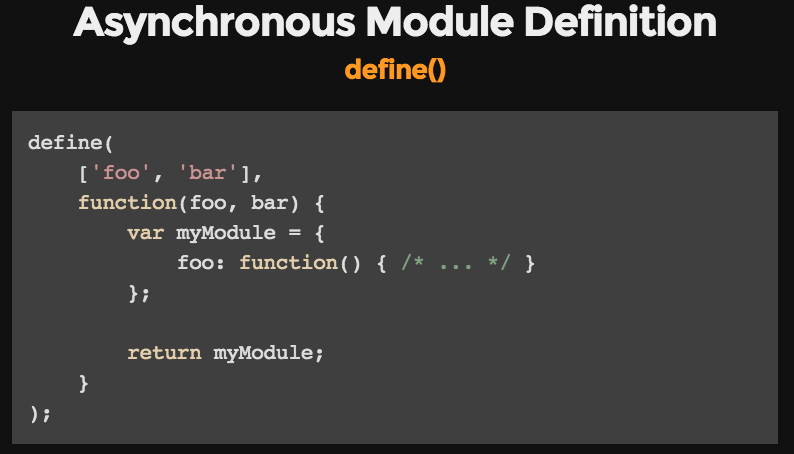 Asynchronous Module Definition
define()
define(
    ['foo', 'bar'],
    function(foo, bar) {
        var myModule = {
            foo: function() { /* ... */ }
        };

        return myModule;
    }
);